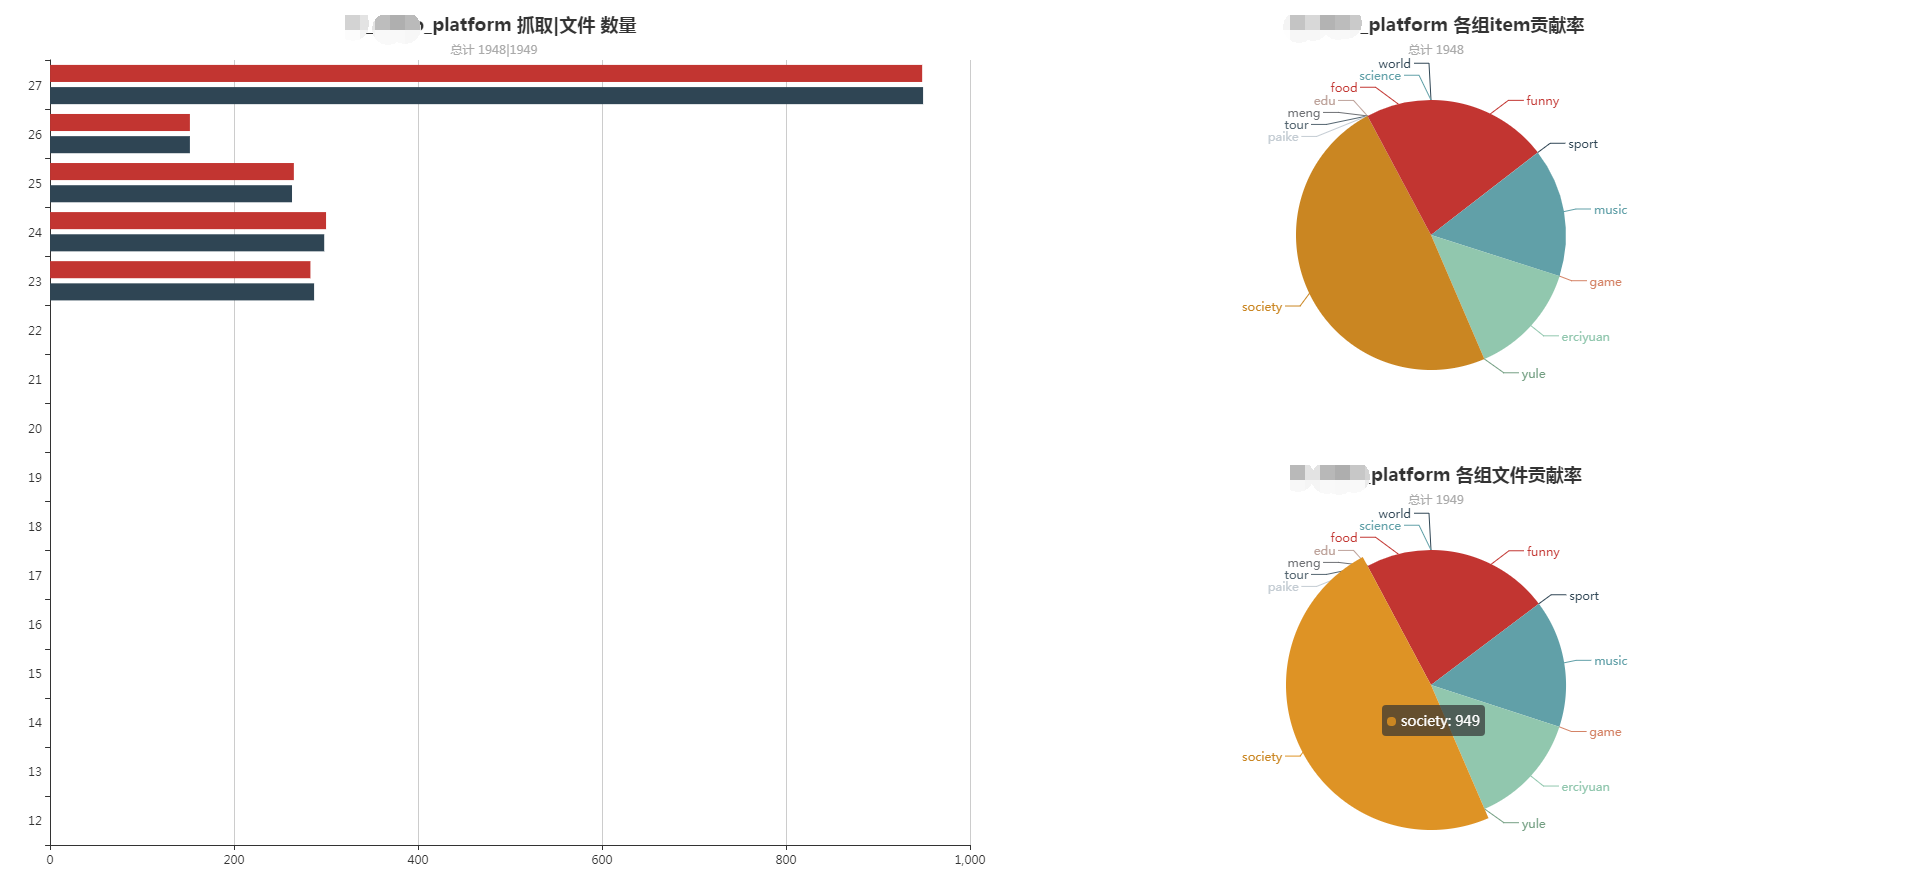 _platform 抓取|文件 数量
总计 1948|1949
27
26
25
24
23
22
21
20
19
18
17
16
15
14
13
12
0
200
400
600
800
1,000
_platform 各组item贡献率
总计 1948
world
science
food
edu
meng
tour
paike
funny
sport
music
game
erciyuan
yule
society
_platform 各组文件贡献率
总计 1949
world
science
food
edu
meng
tour
paike
funny
sport
music
game
erciyuan
yule
society
society: 949